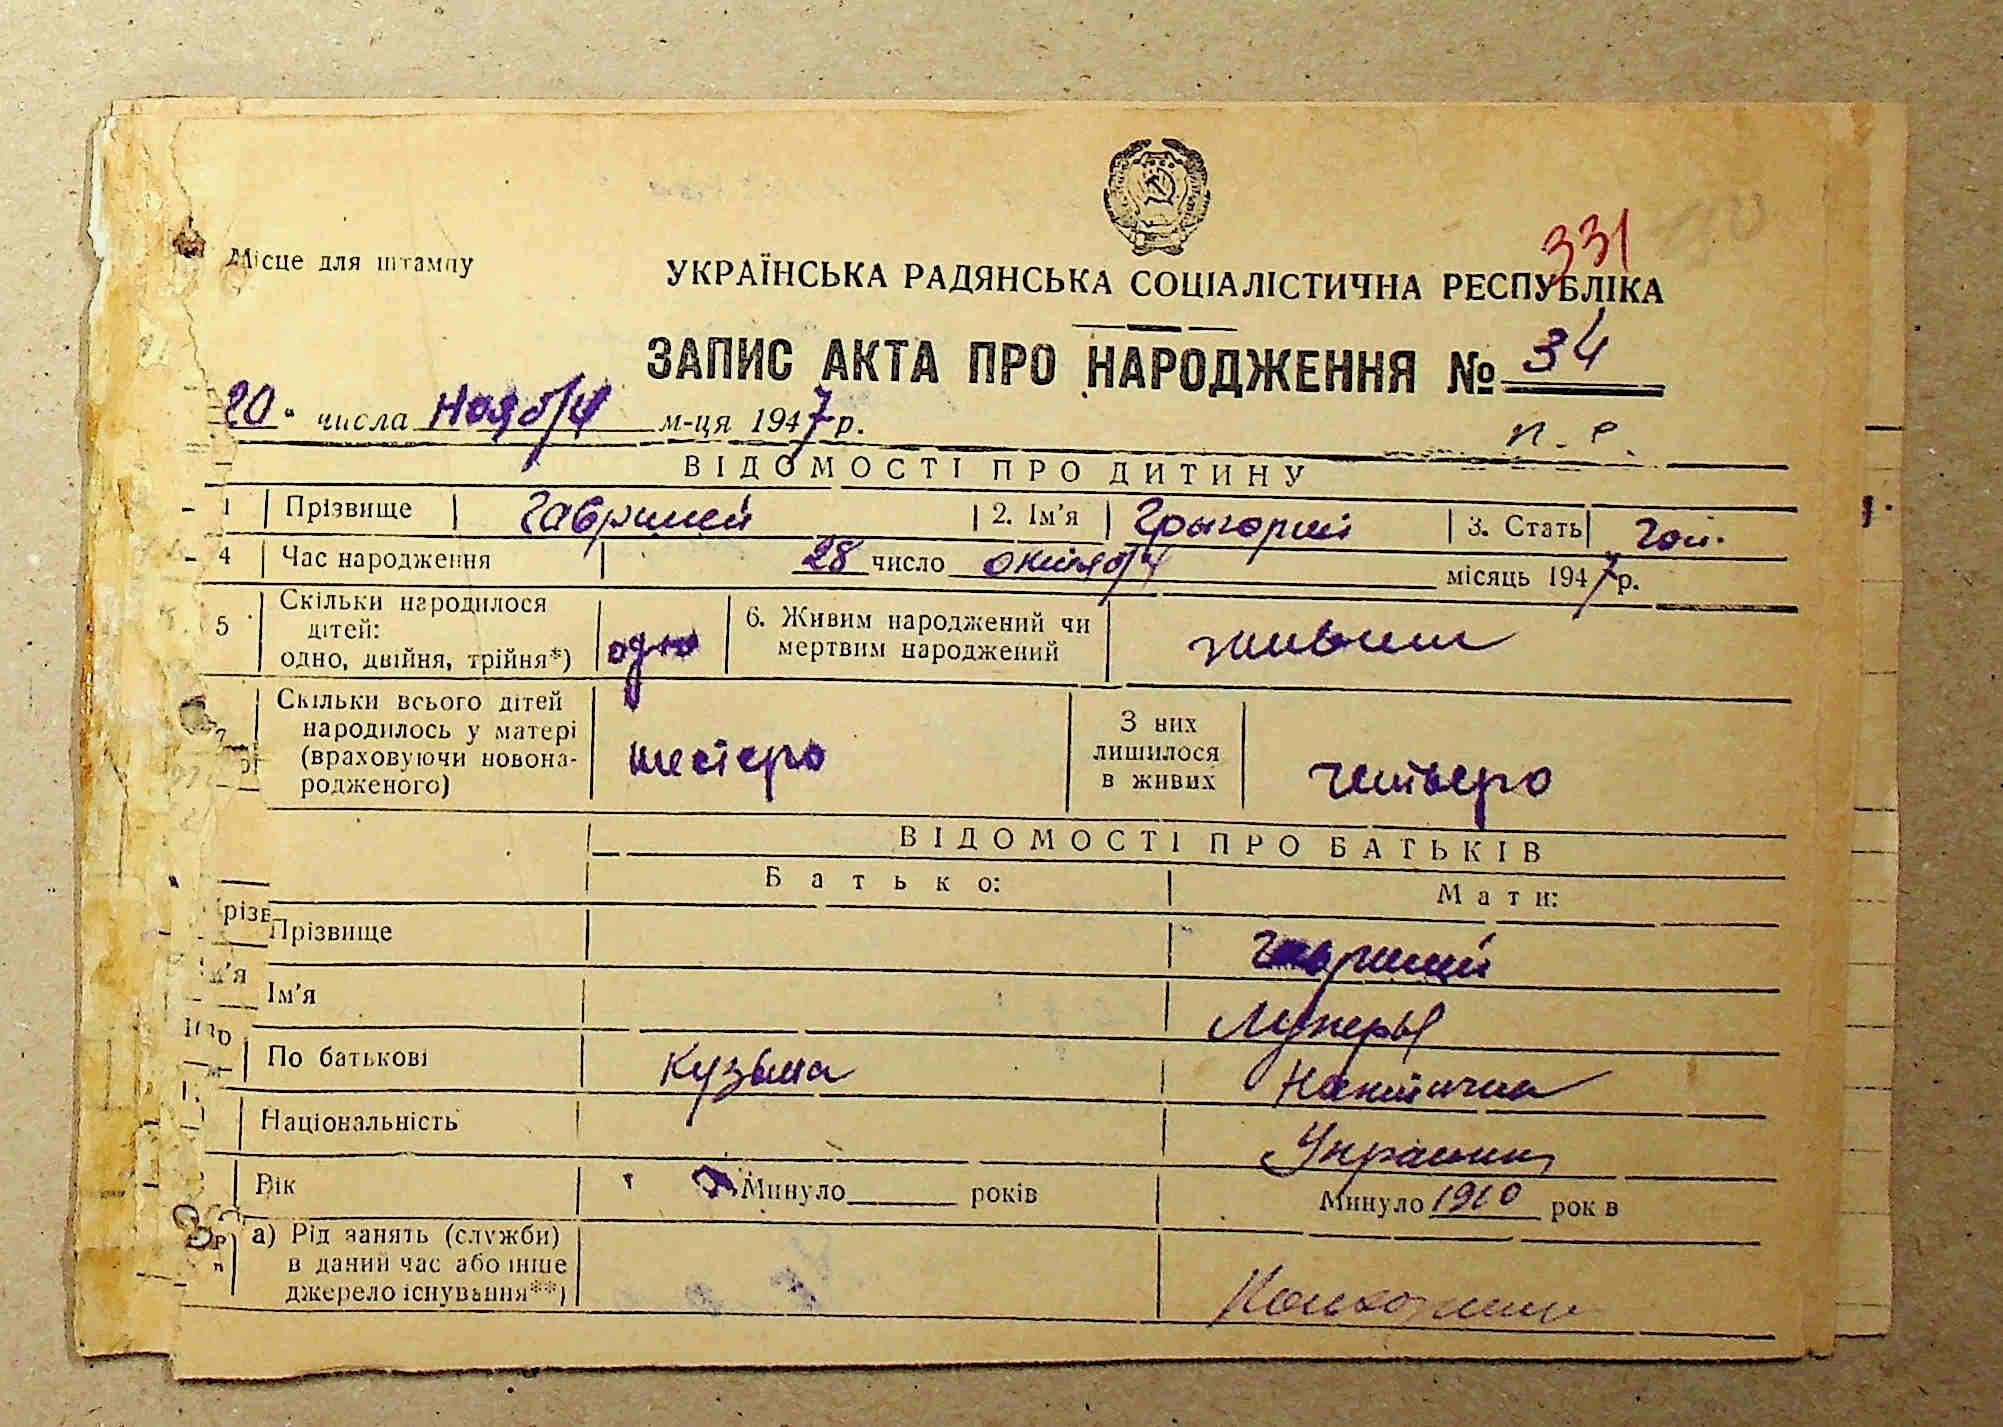 331
Місце для штампу
УКРАЇНСЬКА РАДЯНСЬКА СОЦІАЛІСТИЧНА РЕСПУБЛІКА
ЗАПИС АКТА ПРО НАРОДЖЕННЯ № 34
20 " числа Ноябр/я м-ця 1947 р.
п. р.
ВІДОМОСТІ ПРО ДИТИНУ
1 Прізвище Гаврилей 2. Ім'я Григорий 3. Стать
4 Час народження 28 число октябр/я місяць 1947 р.
5 Скільки народилося дітей: одно, двійня, трійня*) одно 6. Живим народжений чи мертвим народжений живим
Скільки всього дітей народилось у матері (враховуючи новонародженого) шестеро З них лишилося в живих четверо
ВІДОМОСТІ ПРО БАТЬКІВ
Батько: Мати:
Прізвище
Ім'я Лукерья
По батькові Кузьма Никитична
Національність Украинка
Вік Минуло років Минуло 1910 рок в
а) Рід занять (служби) в даний час або інше джерело існування**)